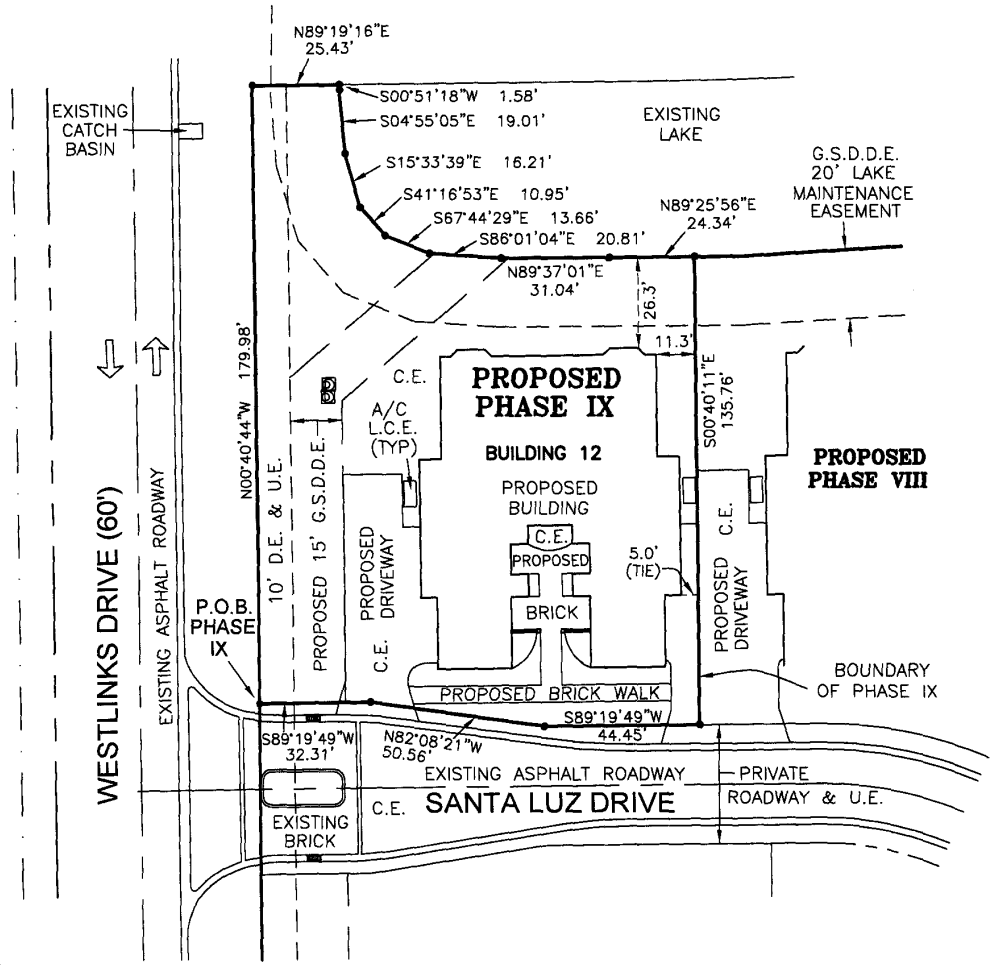 N89°19'16"E
25.43'
S00°51'18"W 1.58'
S04°55'05"E 19.01'
EXISTING
CATCH
BASIN
EXISTING
LAKE
S15°33'39"E 16.21'
G.S.D.D.E.
20' LAKE
MAINTENANCE
EASEMENT
S41°16'53"E 10.95'
N89°25'56"E
24.34'
S67°44'29"E 13.66'
S86°01'04"E 20.81'
N89°37'01"E
31.04'
26.3'
11.3'
N00°40'44"W 179.98'
C.E.
PROPOSED
PHASE IX
S00°40'11"E
135.76'
A/C
L.C.E.
(TYP)
BUILDING 12
PROPOSED
PHASE VIII
PROPOSED
BUILDING
C.E.
C.E.
PROPOSED
BRICK
5.0'
(TIE)
WESTLINKS DRIVE (60')
EXISTING ASPHALT ROADWAY
10' D.E. & U.E.
PROPOSED 15' G.S.D.D.E.
PROPOSED
DRIVEWAY
C.E.
PROPOSED
DRIVEWAY
P.O.B.
PHASE
IX
BOUNDARY
OF PHASE IX
PROPOSED BRICK WALK
S89°19'49"W
32.31'
N82°08'21"W
50.56'
S89°19'49"W
44.45'
EXISTING ASPHALT ROADWAY
PRIVATE
ROADWAY & U.E.
C.E.
SANTA LUZ DRIVE
EXISTING
BRICK